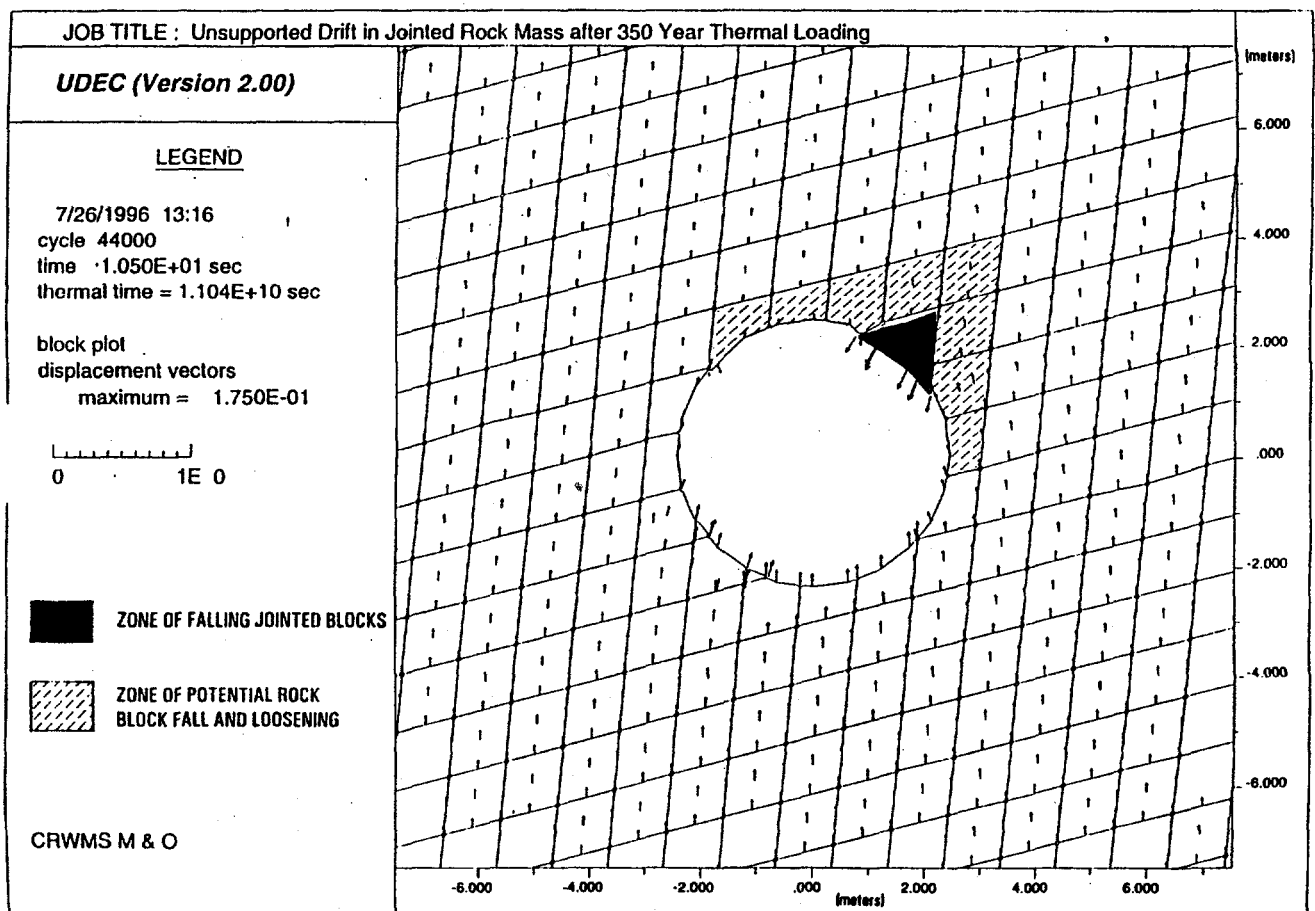 JOB TITLE : Unsupported Drift in Jointed Rock Mass after 350 Year Thermal Loading
UDEC (Version 2.00)
LEGEND
7/26/1996 13:16
cycle 44000
time 1.050E+01 sec
thermal time = 1.104E+10 sec
block plot
displacement vectors
maximum = 1.750E-01
0 1E 0
ZONE OF FALLING JOINTED BLOCKS
ZONE OF POTENTIAL ROCK
BLOCK FALL AND LOOSENING
CRWMS M & O
(meters)
6.000
4.000
2.000
.000
-2.000
-4.000
-6.000
-6.000 -4.000 -2.000 .000 2.000 4.000 6.000
(meters)